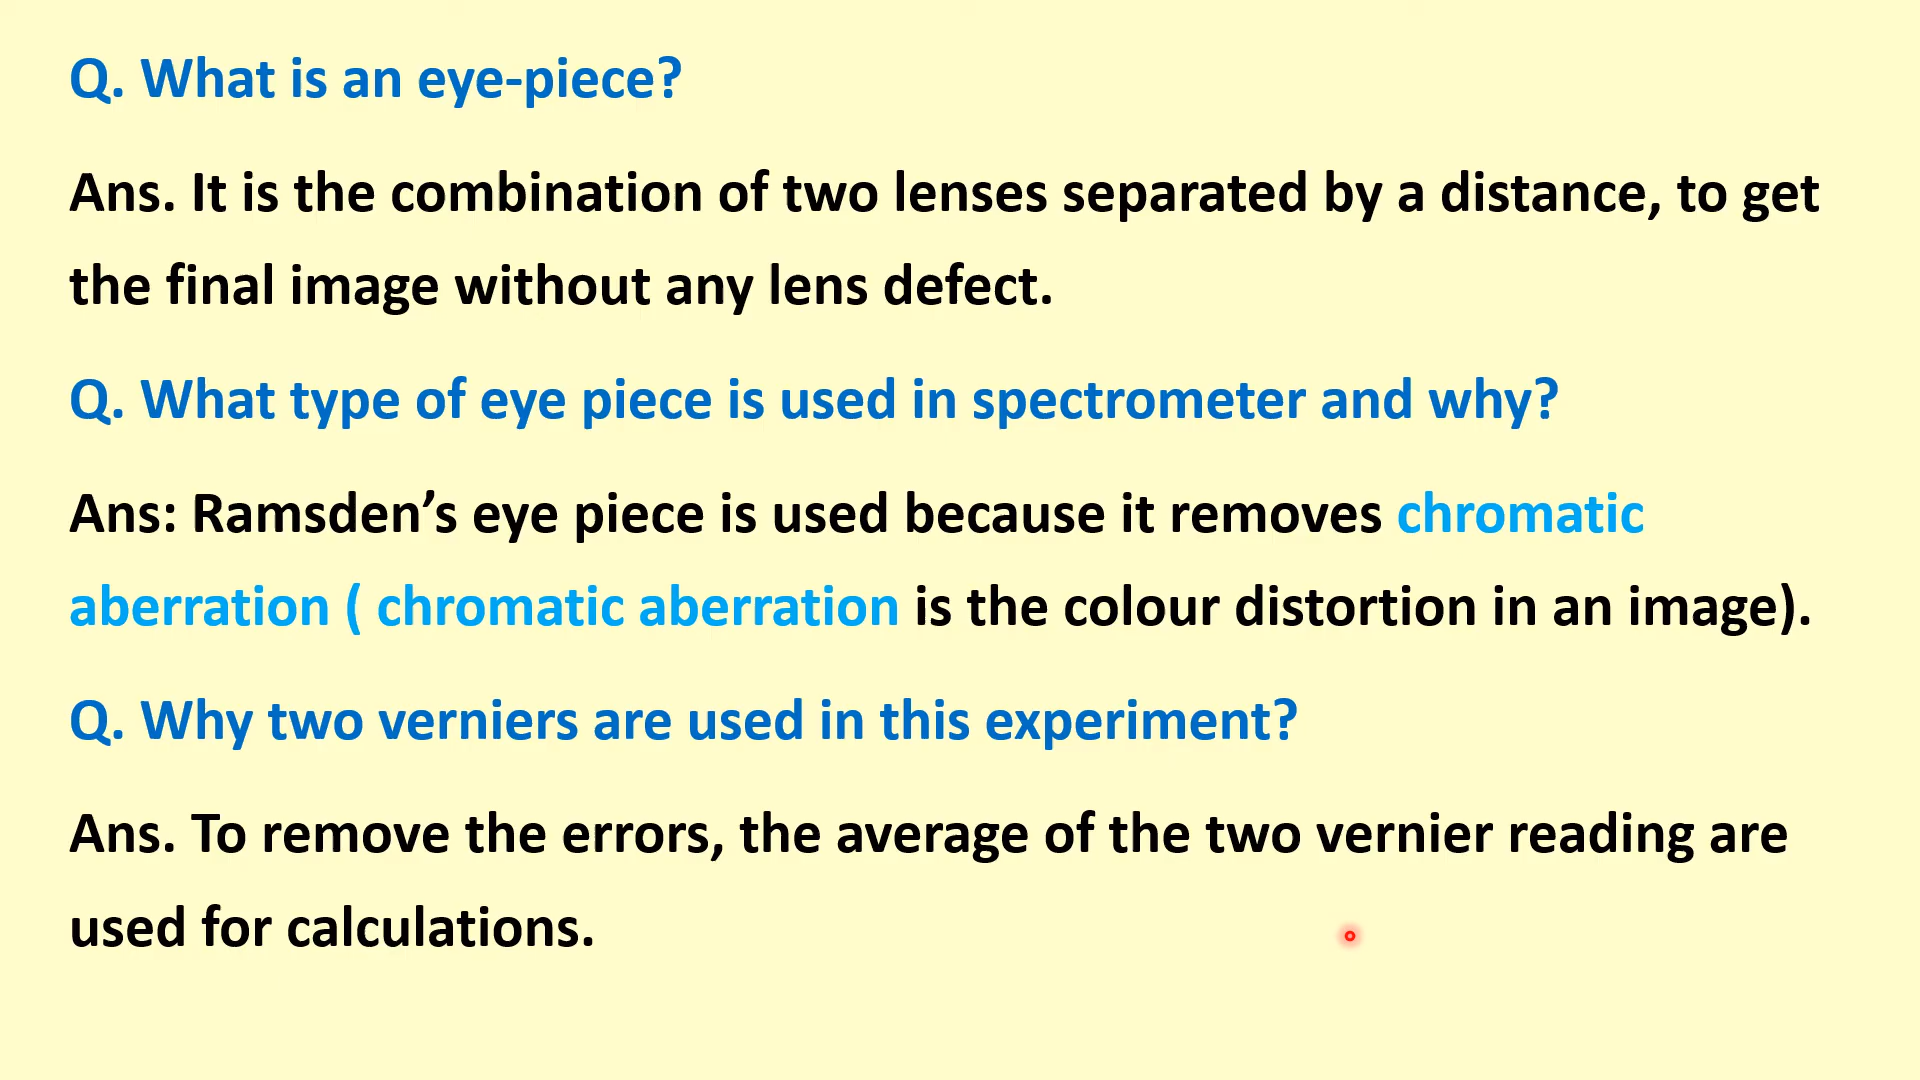 Q. What is an eye-piece?
Ans. It is the combination of two lenses separated by a distance, to get
the final image without any lens defect.
Q. What type of eye piece is used in spectrometer and why?
Ans: Ramsden’s eye piece is used because it removes chromatic
aberration ( chromatic aberration is the colour distortion in an image).
Q. Why two verniers are used in this experiment?
Ans. To remove the errors, the average of the two vernier reading are
used for calculations.